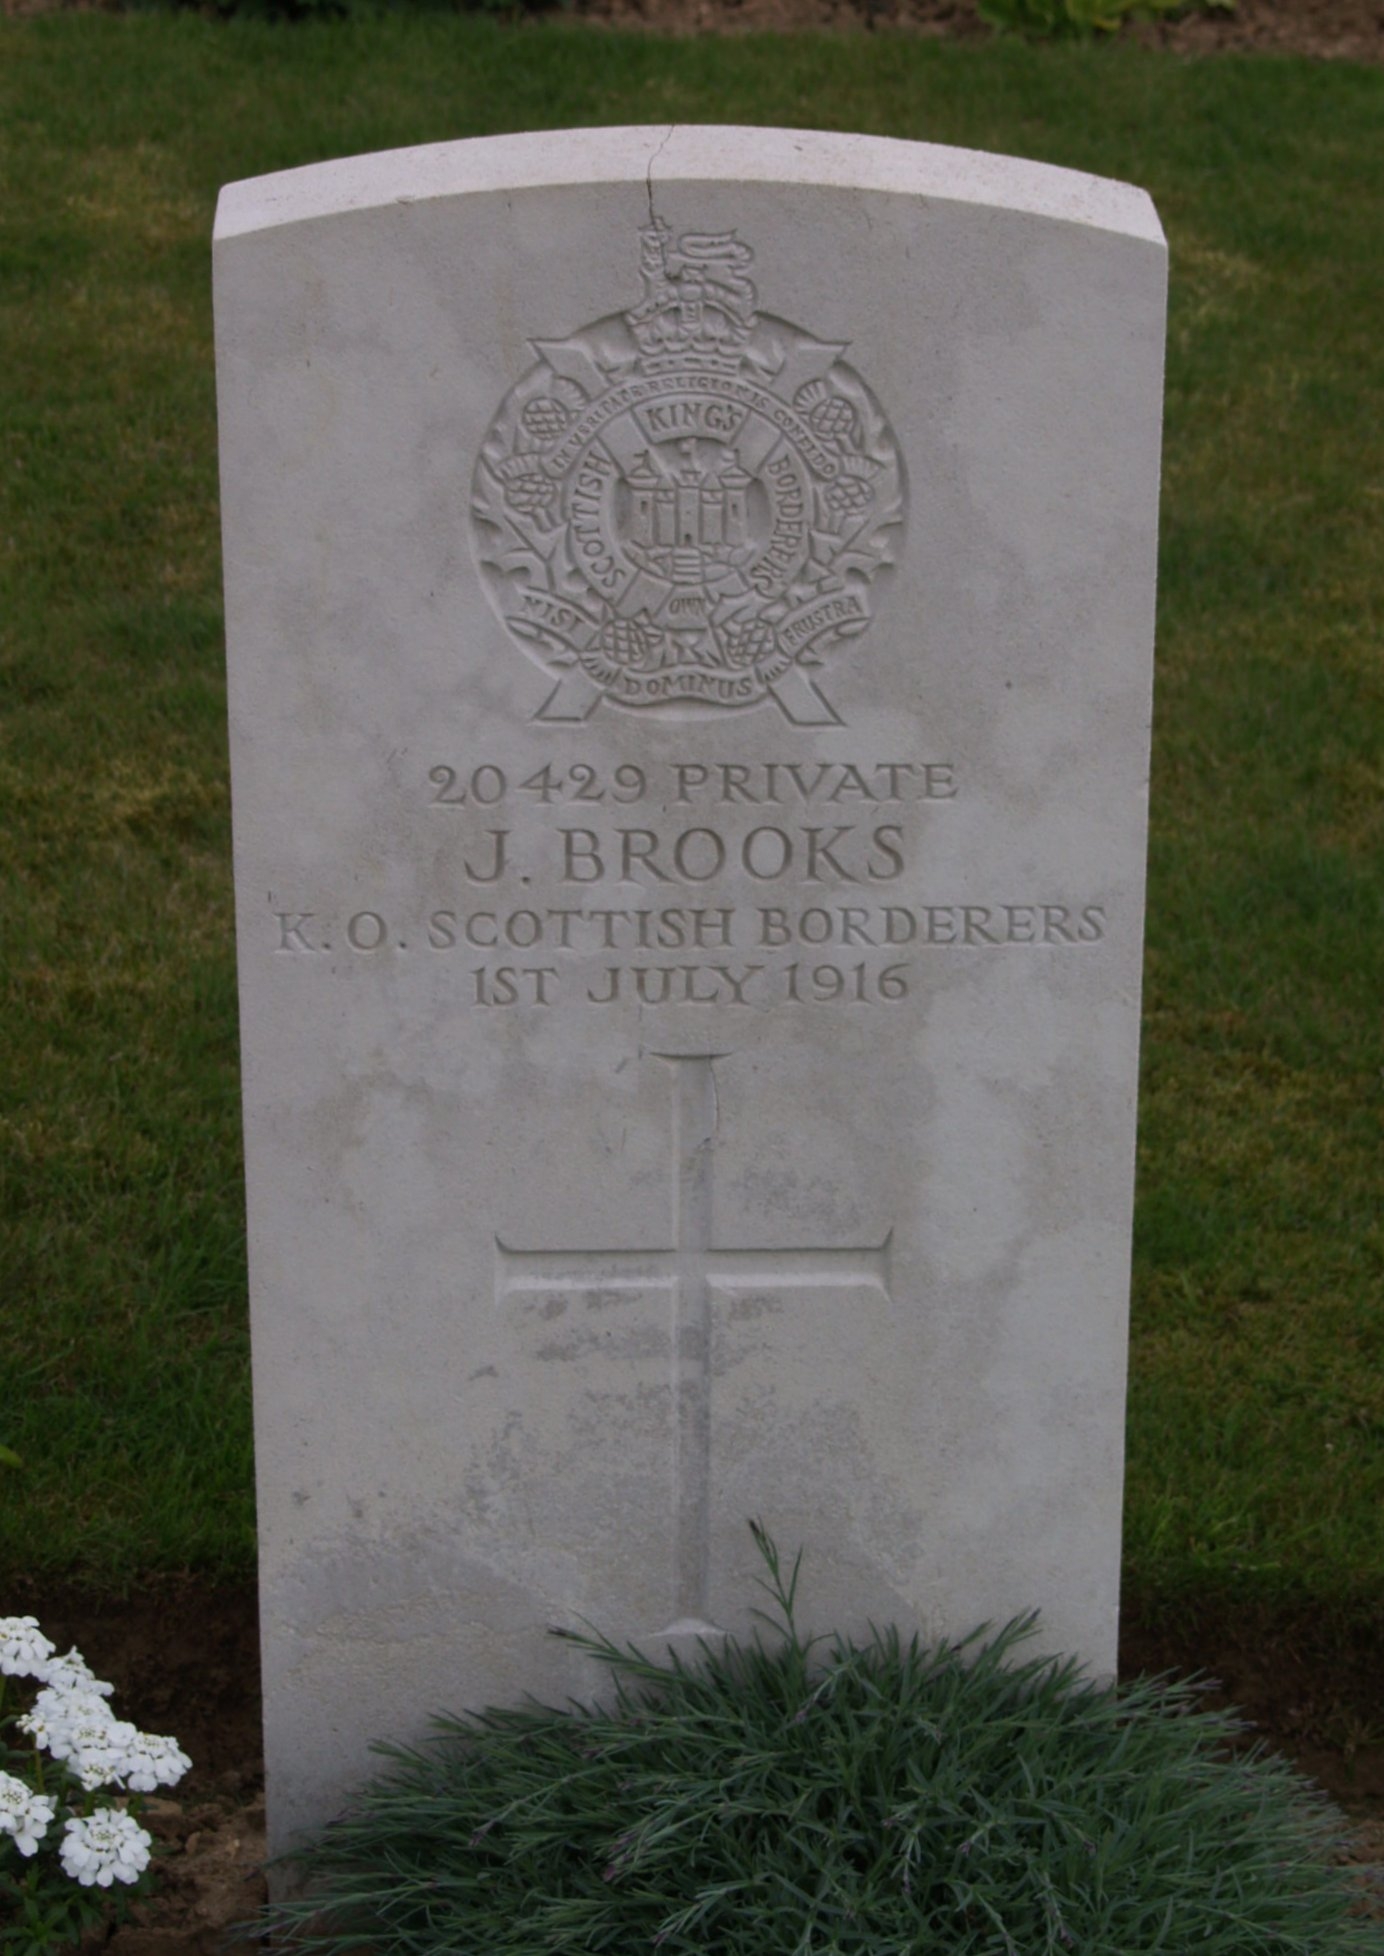 IN VERITATE RELIGIONIS CONFIDO
KING'S
SCOTTISH
BORDERERS
OWN
NISI DOMINUS FRUSTRA
20429 PRIVATE
J. BROOKS
K. O. SCOTTISH BORDERERS
1ST JULY 1916